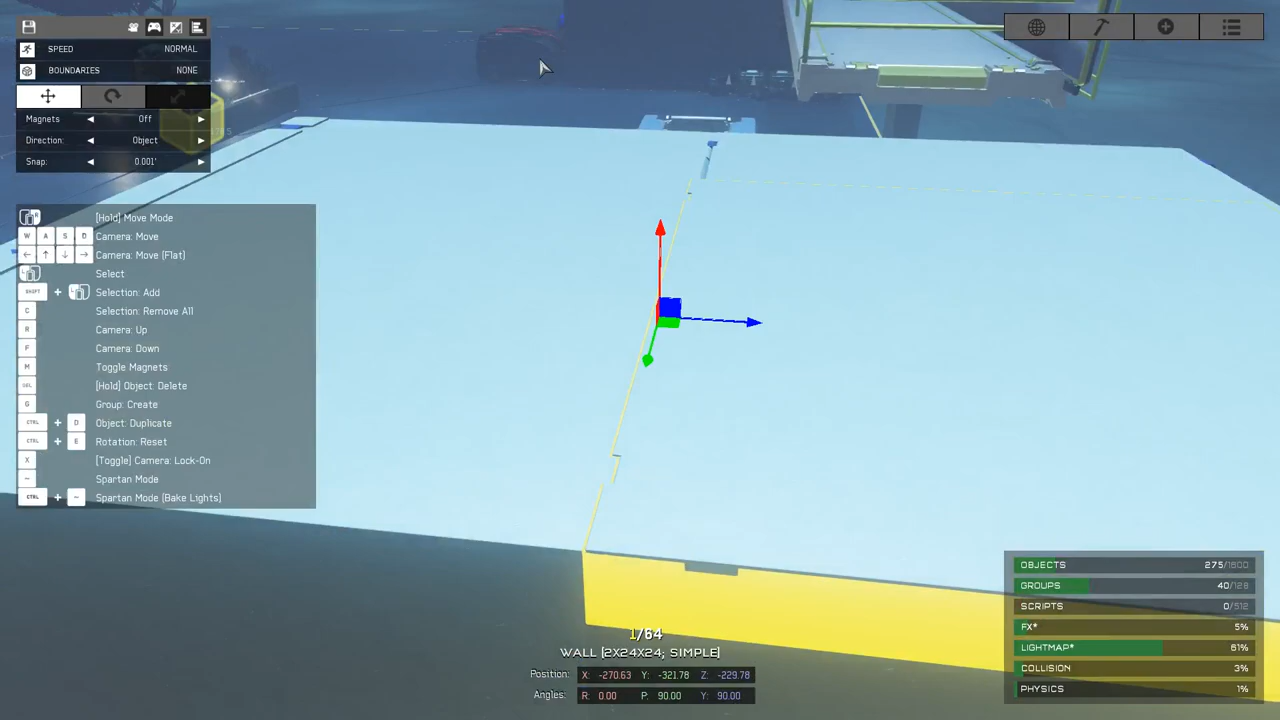 SPEED NORMAL
BOUNDARIES NONE
Magnets Off
Direction: Object
Snap: 0.001'
[Hold] Move Mode
W A S D Camera: Move
← ↑ ↓ → Camera: Move (Flat)
Select
SHIFT + Selection: Add
C Selection: Remove All
R Camera: Up
F Camera: Down
M Toggle Magnets
DEL [Hold] Object: Delete
G Group: Create
CTRL + D Object: Duplicate
CTRL + E Rotation: Reset
X [Toggle] Camera: Lock-On
~ Spartan Mode
CTRL + ~ Spartan Mode (Bake Lights)
OBJECTS 275/1600
GROUPS 40/128
SCRIPTS 0/512
FX* 5%
LIGHTMAP* 61%
COLLISION 3%
PHYSICS 1%
1/64
WALL [2X24X24; SIMPLE]
Position: X: -270.63 Y: -321.78 Z: -229.78
Angles: R: 0.00 P: 90.00 Y: 90.00